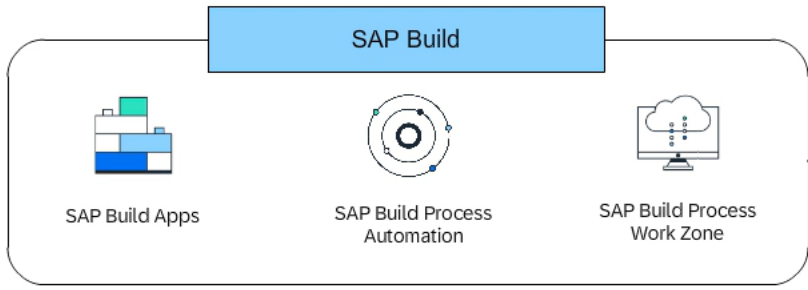 SAP Build
SAP Build Apps
SAP Build Process
Automation
SAP Build Process
Work Zone